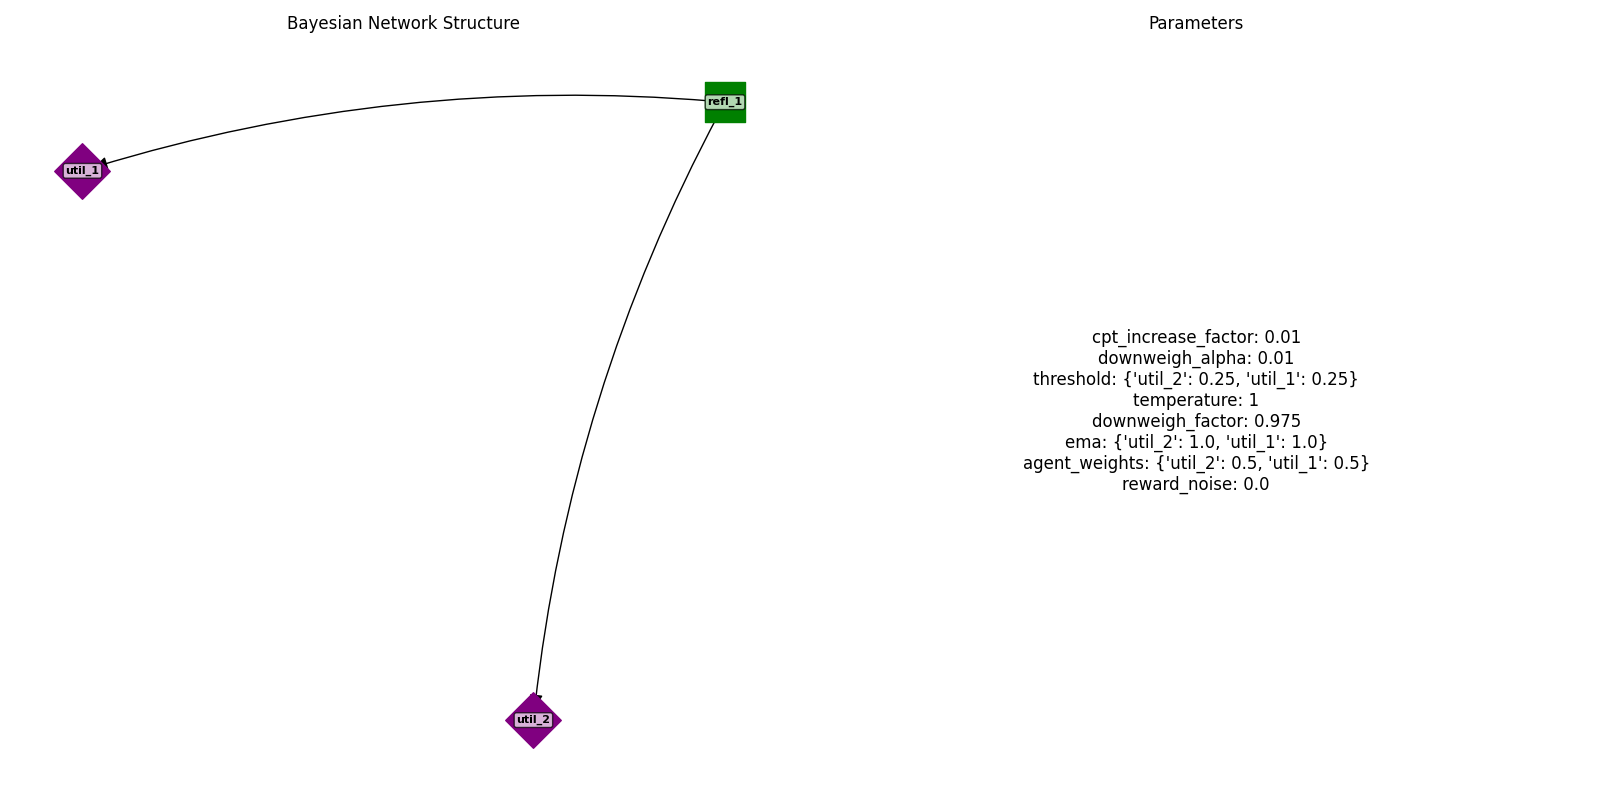 Bayesian Network Structure
Parameters
refl_1
util_1
util_2
cpt_increase_factor: 0.01
downweigh_alpha: 0.01
threshold: {'util_2': 0.25, 'util_1': 0.25}
temperature: 1
downweigh_factor: 0.975
ema: {'util_2': 1.0, 'util_1': 1.0}
agent_weights: {'util_2': 0.5, 'util_1': 0.5}
reward_noise: 0.0